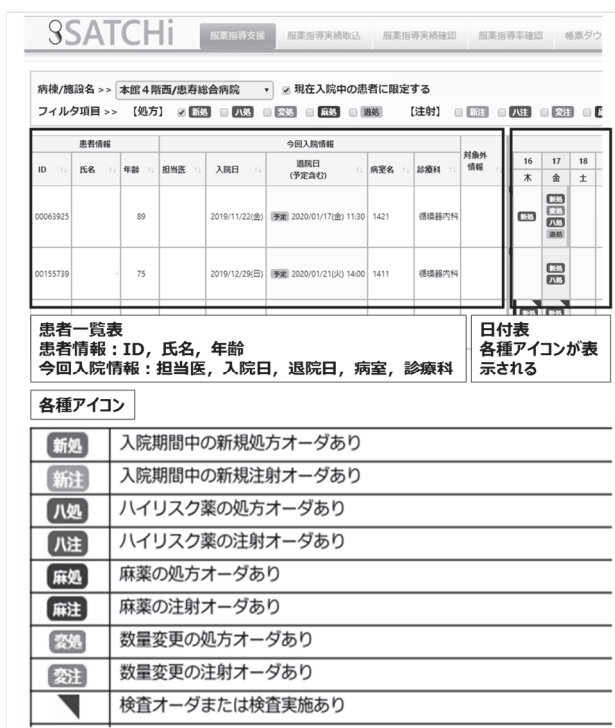 SATCHi 服薬指導支援 服薬指導実績取込 服薬指導実績確認 服薬指導率確認 帳票ダウ
病棟/施設名 >> 本館４階西/恵寿総合病院 現在入院中の患者に限定する
フィルタ項目 >> 【処方】 新処 八処 変処 麻処 退処 【注射】 新注 八注 変注
患者情報 今回入院情報 対象外情報 16 17 18
ID 氏名 年齢 担当医 入院日 退院日(予定含む) 病室名 診療科 木 金 土
00063925 89 2019/11/22(金) 予定 2020/01/17(金) 11:30 1421 循環器内科 新処 新処 変処 八処 退処
00155739 75 2019/12/29(日) 予定 2020/01/21(火) 14:00 1411 循環器内科 新処 八処
患者一覧表
患者情報：ID，氏名，年齢
今回入院情報：担当医，入院日，退院日，病室，診療科
日付表
各種アイコンが表
示される
各種アイコン
新処 入院期間中の新規処方オーダあり
新注 入院期間中の新規注射オーダあり
八処 ハイリスク薬の処方オーダあり
八注 ハイリスク薬の注射オーダあり
麻処 麻薬の処方オーダあり
麻注 麻薬の注射オーダあり
変処 数量変更の処方オーダあり
変注 数量変更の注射オーダあり
検査オーダまたは検査実施あり